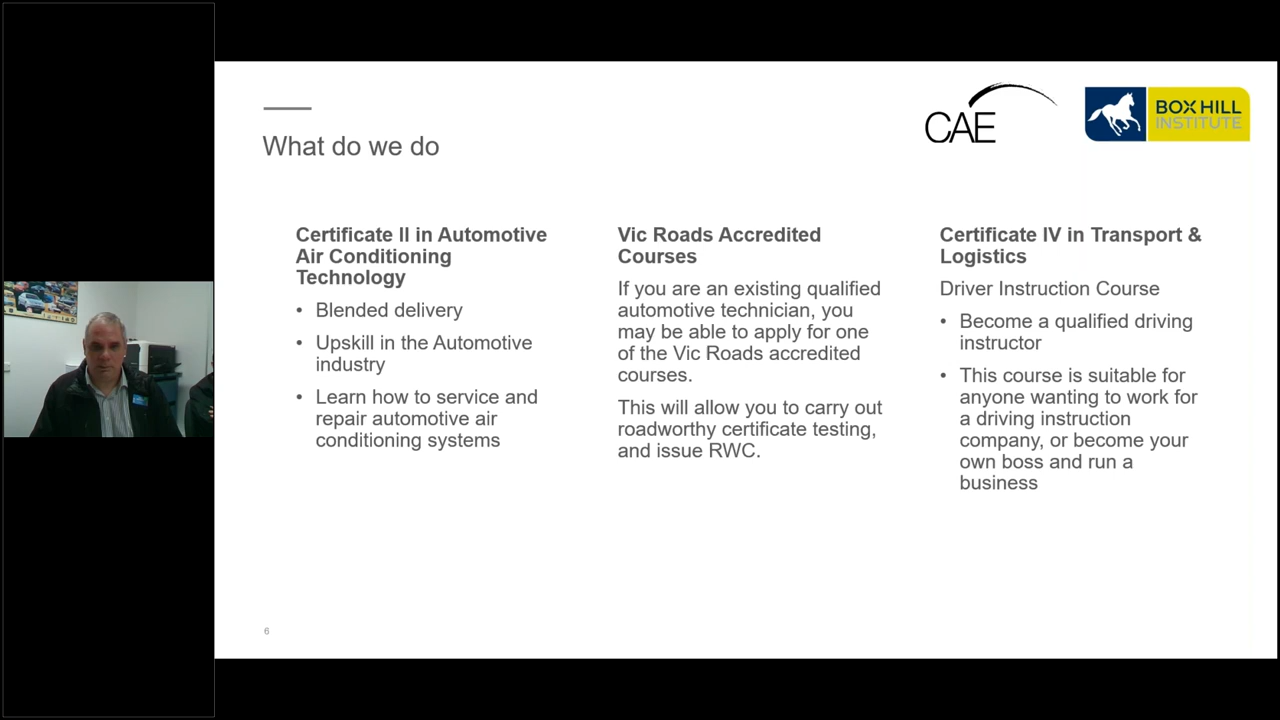 CAE
BOX HILL
INSTITUTE
What do we do
Certificate II in Automotive
Air Conditioning
Technology
• Blended delivery
• Upskill in the Automotive
industry
• Learn how to service and
repair automotive air
conditioning systems
Vic Roads Accredited
Courses
If you are an existing qualified
automotive technician, you
may be able to apply for one
of the Vic Roads accredited
courses.
This will allow you to carry out
roadworthy certificate testing,
and issue RWC.
Certificate IV in Transport &
Logistics
Driver Instruction Course
• Become a qualified driving
instructor
• This course is suitable for
anyone wanting to work for
a driving instruction
company, or become your
own boss and run a
business
6